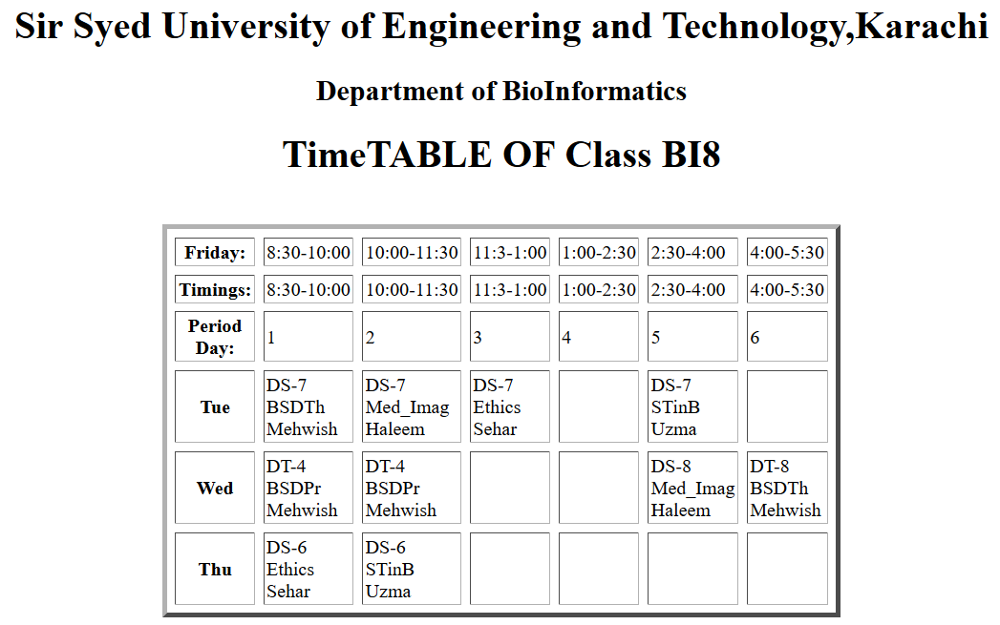 Sir Syed University of Engineering and Technology,Karachi
Department of BioInformatics
TimeTABLE OF Class BI8
Friday: 8:30-10:00 10:00-11:30 11:3-1:00 1:00-2:30 2:30-4:00 4:00-5:30
Timings: 8:30-10:00 10:00-11:30 11:3-1:00 1:00-2:30 2:30-4:00 4:00-5:30
Period
Day:
1 2 3 4 5 6
Tue
DS-7
BSDTh
Mehwish
DS-7
Med_Imag
Haleem
DS-7
Ethics
Sehar
DS-7
STinB
Uzma
Wed
DT-4
BSDPr
Mehwish
DT-4
BSDPr
Mehwish
DS-8
Med_Imag
Haleem
DT-8
BSDTh
Mehwish
Thu
DS-6
Ethics
Sehar
DS-6
STinB
Uzma